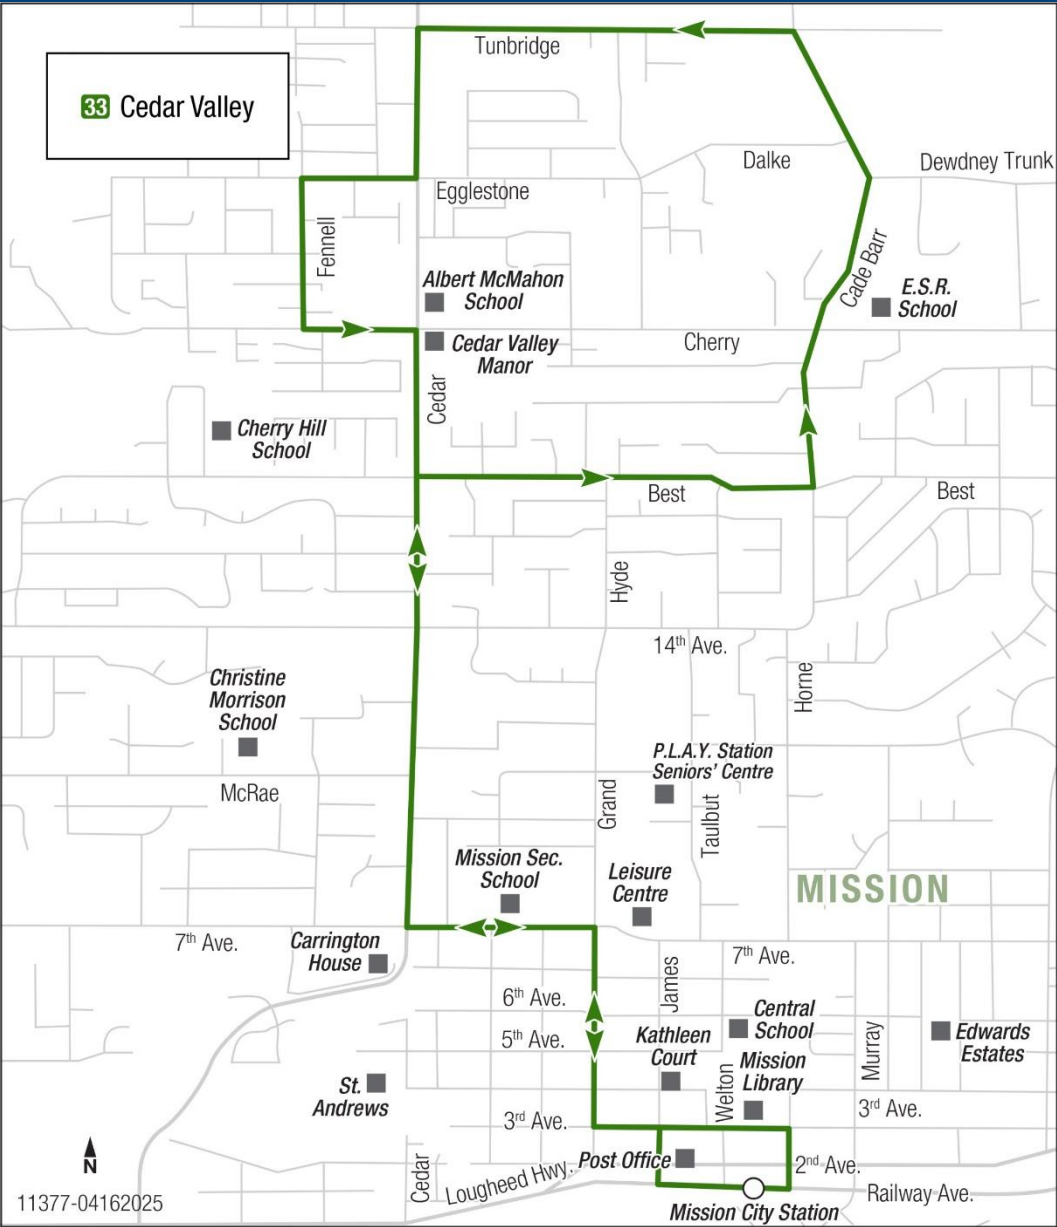 Tunbridge
33 Cedar Valley
Dalke
Dewdney Trunk
Egglestone
Fennell
Cade Barr
Albert McMahon
School
E.S.R.
School
Cedar Valley
Manor
Cherry
Cedar
Cherry Hill
School
Best
Best
Hyde
14th Ave.
Christine
Morrison
School
Horne
P.L.A.Y. Station
Seniors' Centre
McRae
Grand
Taulbut
Mission Sec.
School
Leisure
Centre
MISSION
7th Ave.
Carrington
House
7th Ave.
James
6th Ave.
5th Ave.
Kathleen
Court
Central
School
Murray
Edwards
Estates
Mission
Library
Welton
St.
Andrews
3rd Ave.
3rd Ave.
N
Cedar
Lougheed Hwy.
Post Office
2nd Ave.
Railway Ave.
11377-04162025
Mission City Station